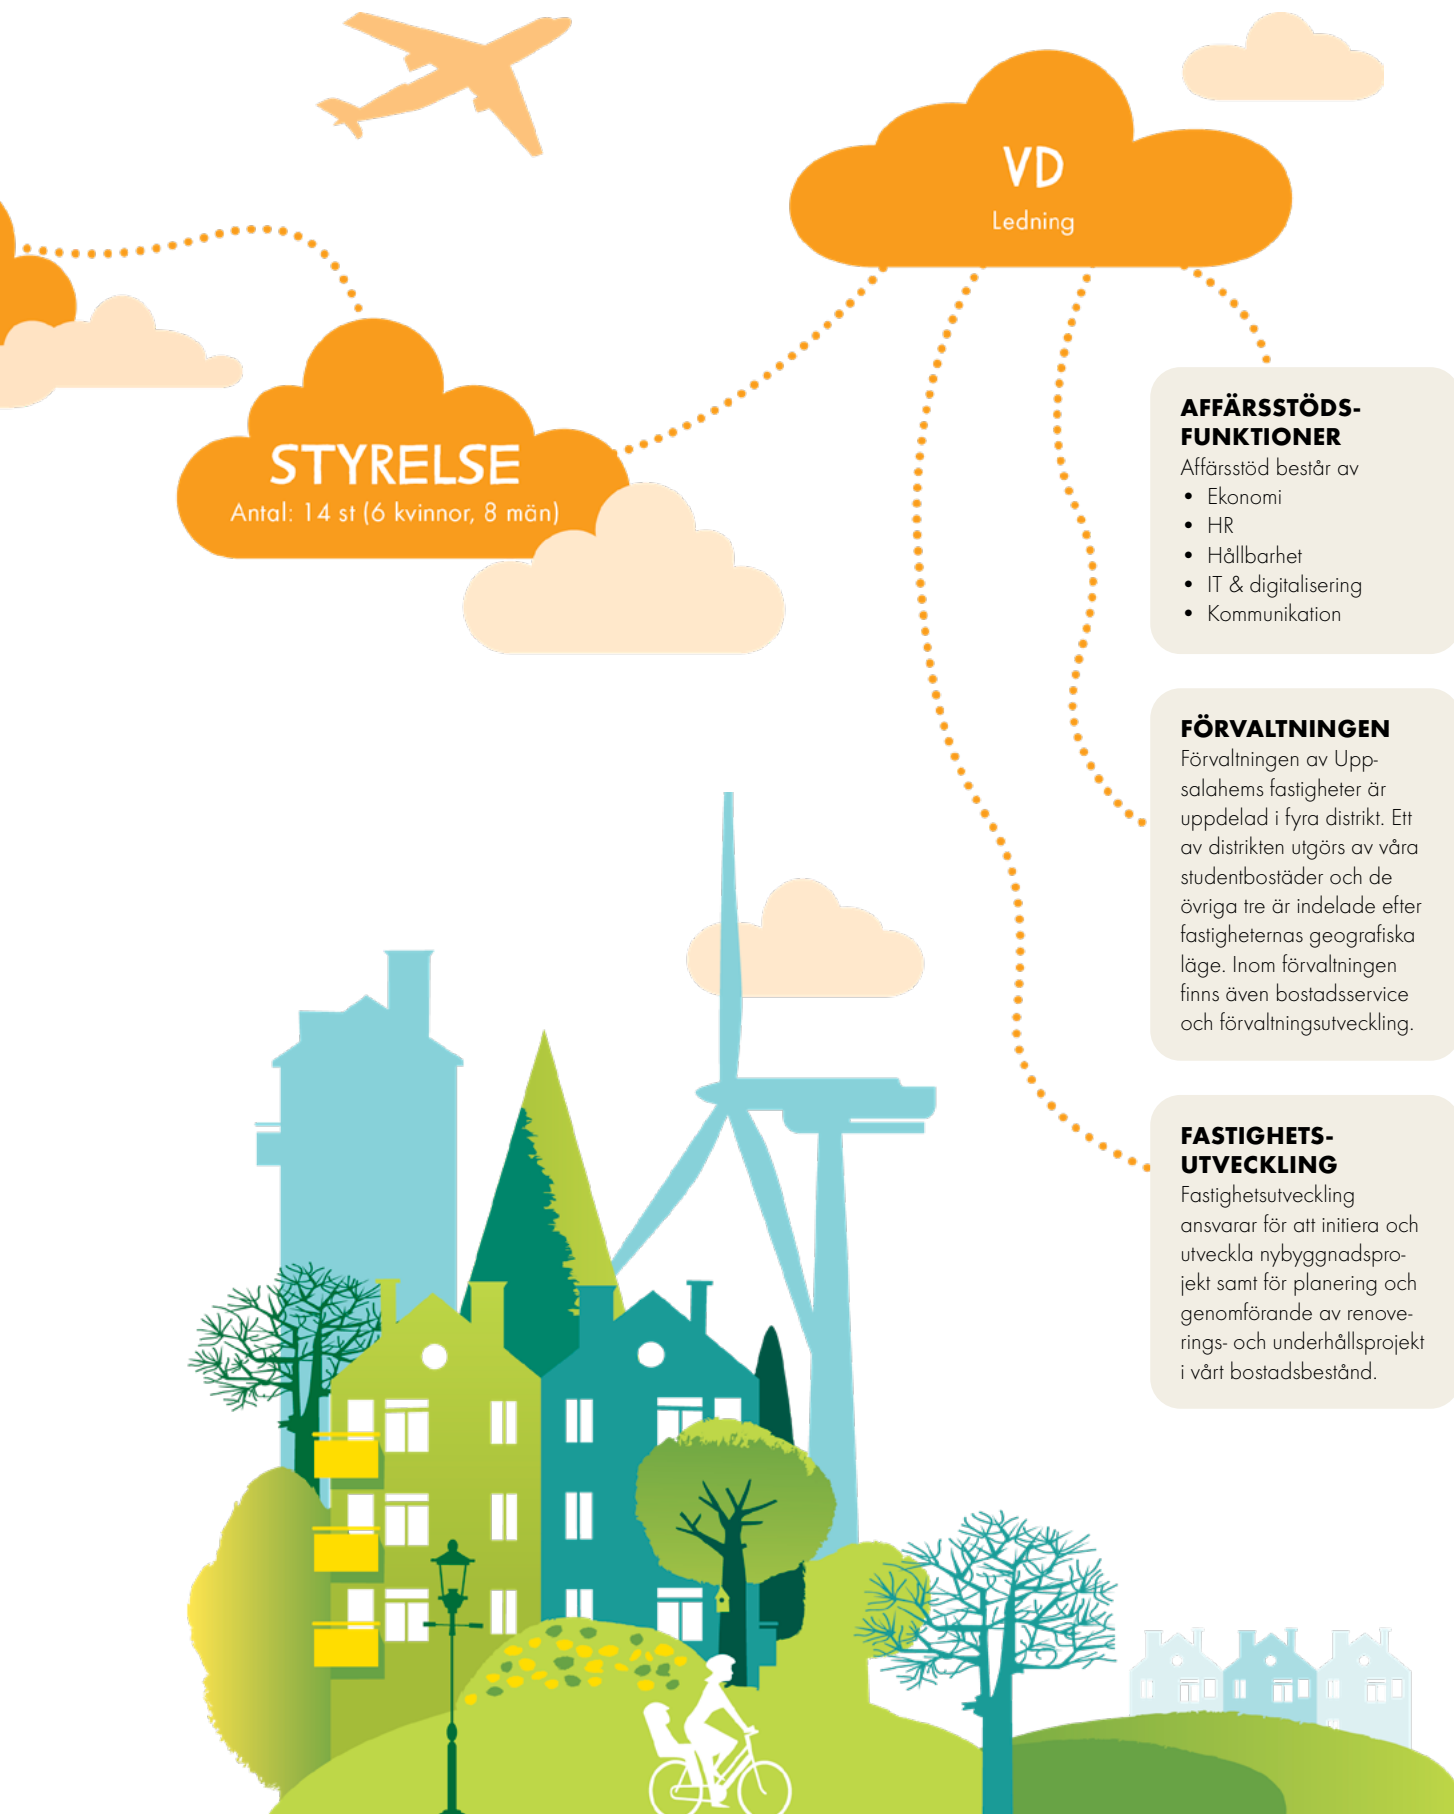 VD
Ledning
STYRELSE
Antal: 14 st (6 kvinnor, 8 män)
AFFÄRSSTÖDS-
FUNKTIONER
Affärsstöd består av
• Ekonomi
• HR
• Hållbarhet
• IT & digitalisering
• Kommunikation
FÖRVALTNINGEN
Förvaltningen av Upp-
salahems fastigheter är
uppdelad i fyra distrikt. Ett
av distrikten utgörs av våra
studentbostäder och de
övriga tre är indelade efter
fastigheternas geografiska
läge. Inom förvaltningen
finns även bostadsservice
och förvaltningsutveckling.
FASTIGHETS-
UTVECKLING
Fastighetsutveckling
ansvarar för att initiera och
utveckla nybyggnadspro-
jekt samt för planering och
genomförande av renove-
rings- och underhållsprojekt
i vårt bostadsbestånd.